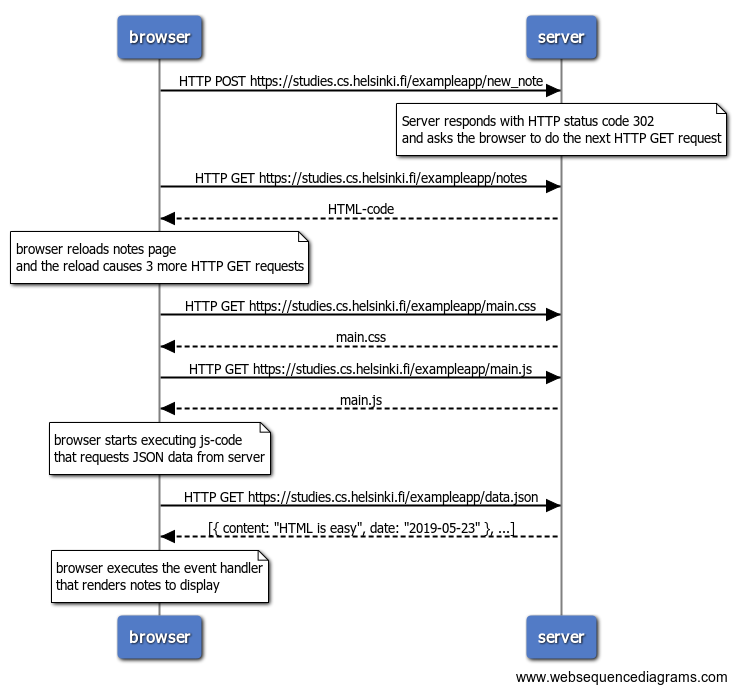 browser
server
HTTP POST https://studies.cs.helsinki.fi/exampleapp/new_note
Server responds with HTTP status code 302
and asks the browser to do the next HTTP GET request
HTTP GET https://studies.cs.helsinki.fi/exampleapp/notes
HTML-code
browser reloads notes page
and the reload causes 3 more HTTP GET requests
HTTP GET https://studies.cs.helsinki.fi/exampleapp/main.css
main.css
HTTP GET https://studies.cs.helsinki.fi/exampleapp/main.js
main.js
browser starts executing js-code
that requests JSON data from server
HTTP GET https://studies.cs.helsinki.fi/exampleapp/data.json
[{ content: "HTML is easy", date: "2019-05-23" }, ...]
browser executes the event handler
that renders notes to display
browser
server
www.websequencediagrams.com